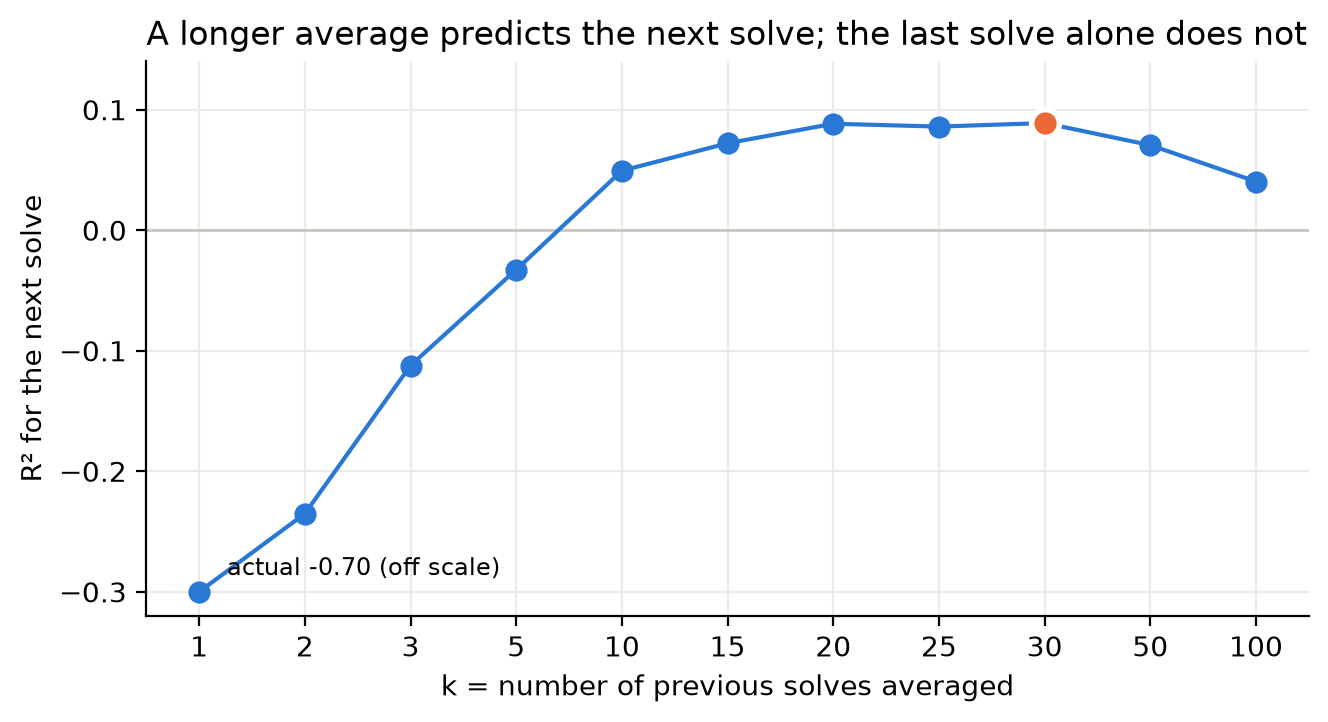 A longer average predicts the next solve; the last solve alone does not
R² for the next solve
0.1
0.0
−0.1
−0.2
−0.3
actual -0.70 (off scale)
1 2 3 5 10 15 20 25 30 50 100
k = number of previous solves averaged